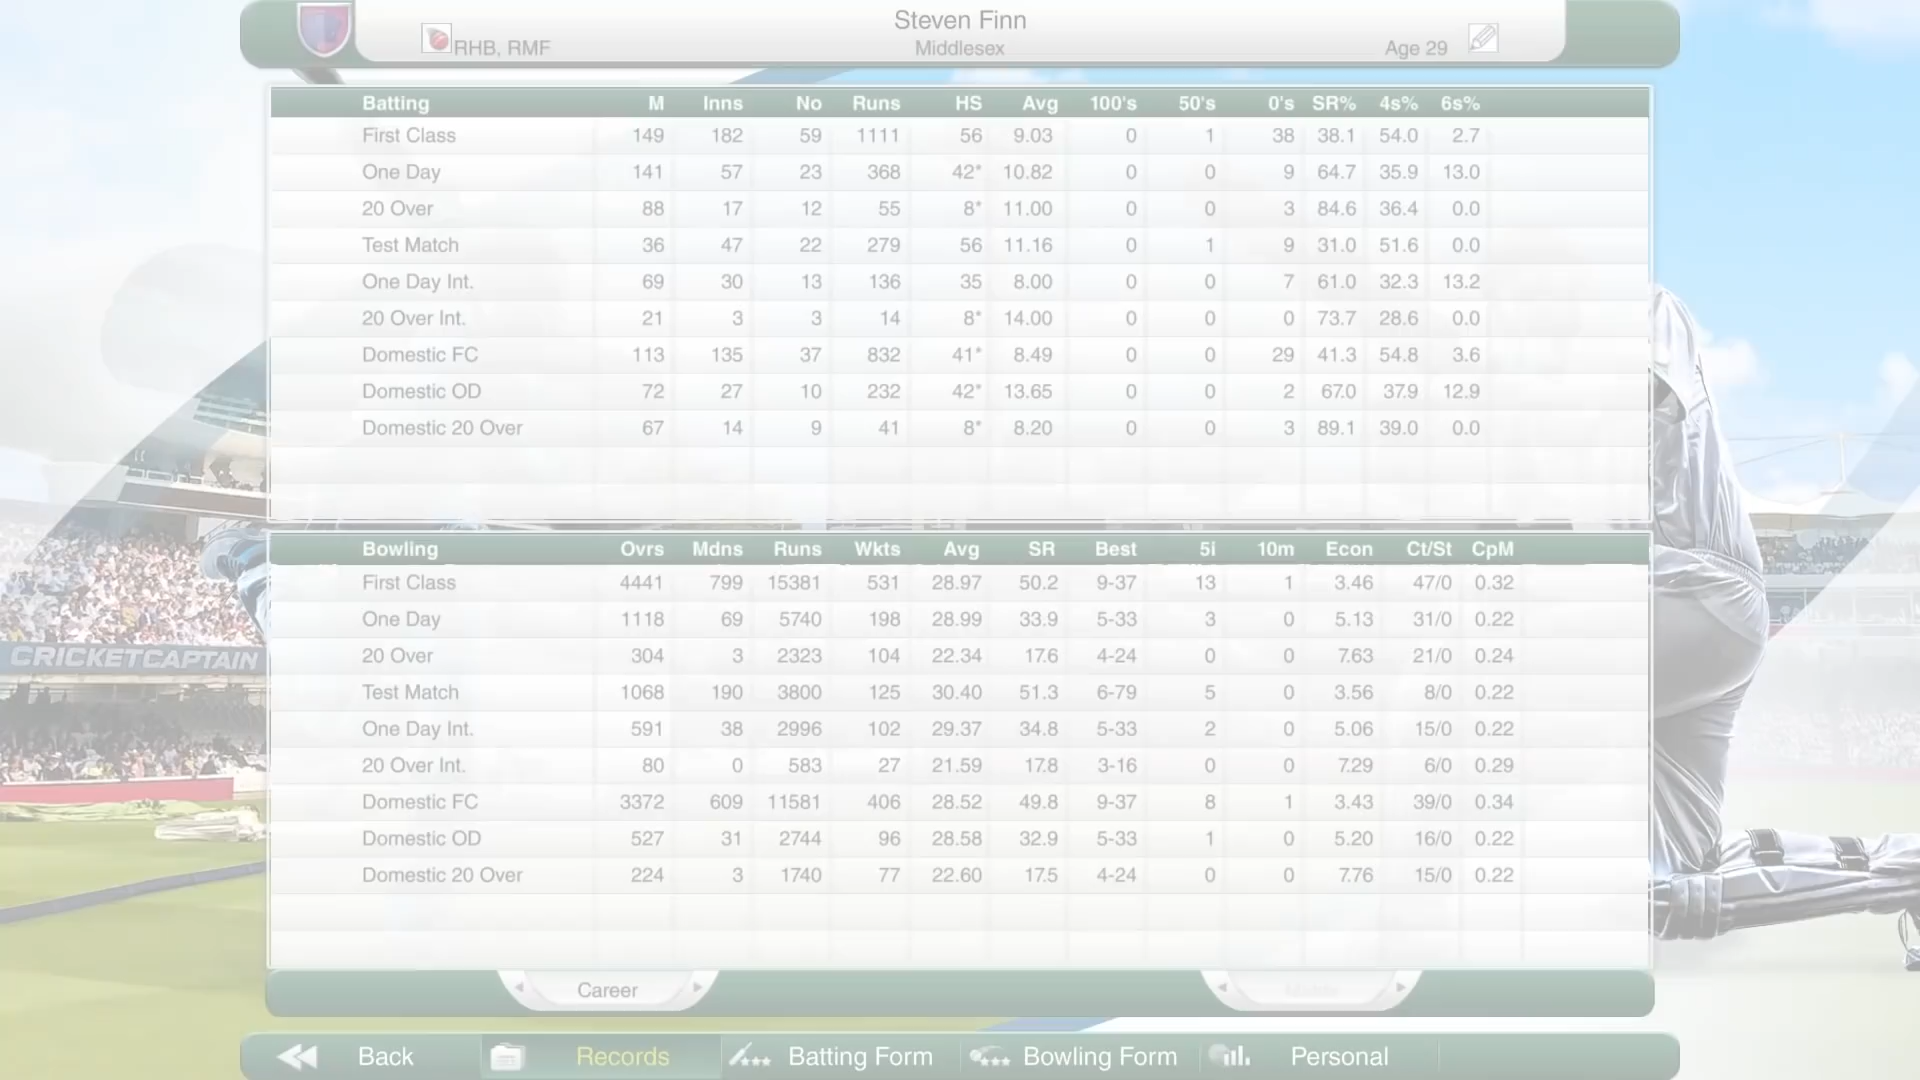 Steven Finn
RHB, RMF Middlesex Age 29
Batting M Inns No Runs HS Avg 100's 50's 0's SR% 4s% 6s%
First Class 149 182 59 1111 56 9.03 0 1 38 38.1 54.0 2.7
One Day 141 57 23 368 42* 10.82 0 0 9 64.7 35.9 13.0
20 Over 88 17 12 55 8* 11.00 0 0 3 84.6 36.4 0.0
Test Match 36 47 22 279 56 11.16 0 1 9 31.0 51.6 0.0
One Day Int. 69 30 13 136 35 8.00 0 0 7 61.0 32.3 13.2
20 Over Int. 21 3 3 14 8* 14.00 0 0 0 73.7 28.6 0.0
Domestic FC 113 135 37 832 41* 8.49 0 0 29 41.3 54.8 3.6
Domestic OD 72 27 10 232 42* 13.65 0 0 2 67.0 37.9 12.9
Domestic 20 Over 67 14 9 41 8* 8.20 0 0 3 89.1 39.0 0.0
Bowling Ovrs Mdns Runs Wkts Avg SR Best 5i 10m Econ Ct/St CpM
First Class 4441 799 15381 531 28.97 50.2 9-37 13 1 3.46 47/0 0.32
One Day 1118 69 5740 198 28.99 33.9 5-33 3 0 5.13 31/0 0.22
20 Over 304 3 2323 104 22.34 17.6 4-24 0 0 7.63 21/0 0.24
Test Match 1068 190 3800 125 30.40 51.3 6-79 5 0 3.56 8/0 0.22
One Day Int. 591 38 2996 102 29.37 34.8 5-33 2 0 5.06 15/0 0.22
20 Over Int. 80 0 583 27 21.59 17.8 3-16 0 0 7.29 6/0 0.29
Domestic FC 3372 609 11581 406 28.52 49.8 9-37 8 1 3.43 39/0 0.34
Domestic OD 527 31 2744 96 28.58 32.9 5-33 1 0 5.20 16/0 0.22
Domestic 20 Over 224 3 1740 77 22.60 17.5 4-24 0 0 7.76 15/0 0.22
CRICKETCAPTAIN
Career
Back Records Batting Form Bowling Form Personal